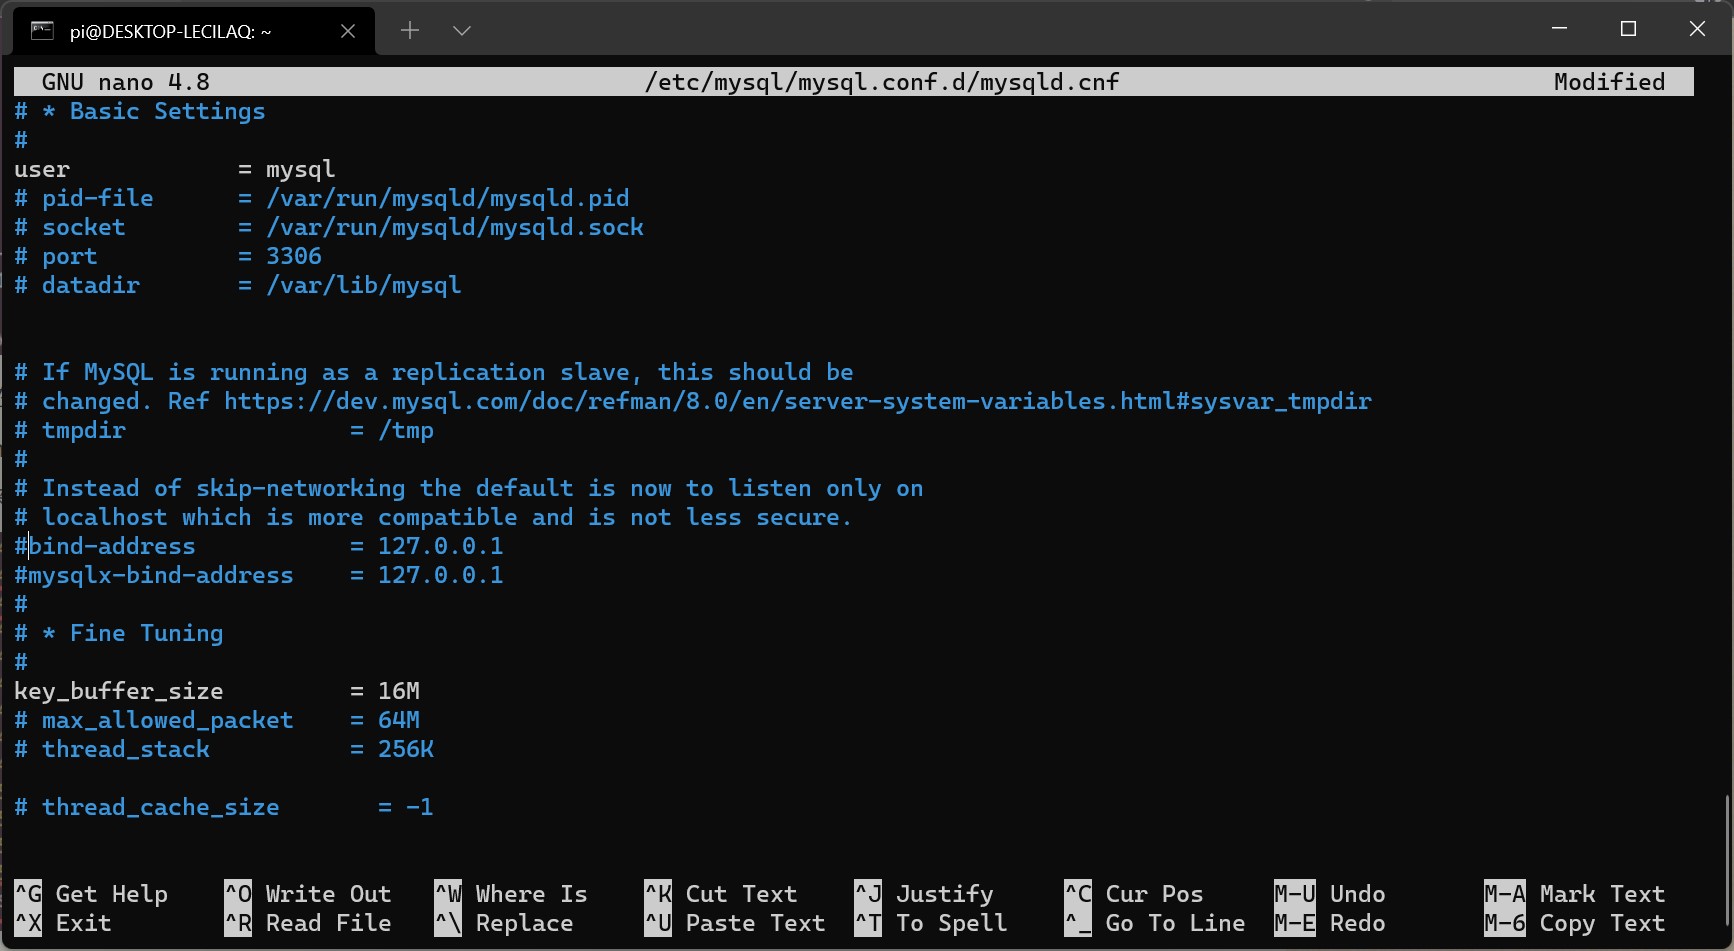 pi@DESKTOP-LECILAQ: ~
GNU nano 4.8 /etc/mysql/mysql.conf.d/mysqld.cnf Modified
# * Basic Settings
#
user = mysql
# pid-file = /var/run/mysqld/mysqld.pid
# socket = /var/run/mysqld/mysqld.sock
# port = 3306
# datadir = /var/lib/mysql
# If MySQL is running as a replication slave, this should be
# changed. Ref https://dev.mysql.com/doc/refman/8.0/en/server-system-variables.html#sysvar_tmpdir
# tmpdir = /tmp
#
# Instead of skip-networking the default is now to listen only on
# localhost which is more compatible and is not less secure.
#bind-address = 127.0.0.1
#mysqlx-bind-address = 127.0.0.1
#
# * Fine Tuning
#
key_buffer_size = 16M
# max_allowed_packet = 64M
# thread_stack = 256K
# thread_cache_size = -1
^G Get Help ^O Write Out ^W Where Is ^K Cut Text ^J Justify ^C Cur Pos M-U Undo M-A Mark Text
^X Exit ^R Read File ^\ Replace ^U Paste Text ^T To Spell ^_ Go To Line M-E Redo M-6 Copy Text